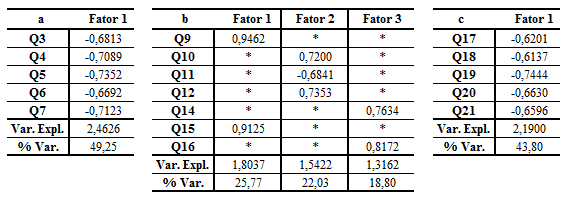 a Fator 1
Q3 -0,6813
Q4 -0,7089
Q5 -0,7352
Q6 -0,6692
Q7 -0,7123
Var. Expl. 2,4626
% Var. 49,25
b Fator 1 Fator 2 Fator 3
Q9 0,9462 * *
Q10 * 0,7200 *
Q11 * -0,6841 *
Q12 * 0,7353 *
Q14 * * 0,7634
Q15 0,9125 * *
Q16 * * 0,8172
Var. Expl. 1,8037 1,5422 1,3162
% Var. 25,77 22,03 18,80
c Fator 1
Q17 -0,6201
Q18 -0,6137
Q19 -0,7444
Q20 -0,6630
Q21 -0,6596
Var. Expl. 2,1900
% Var. 43,80